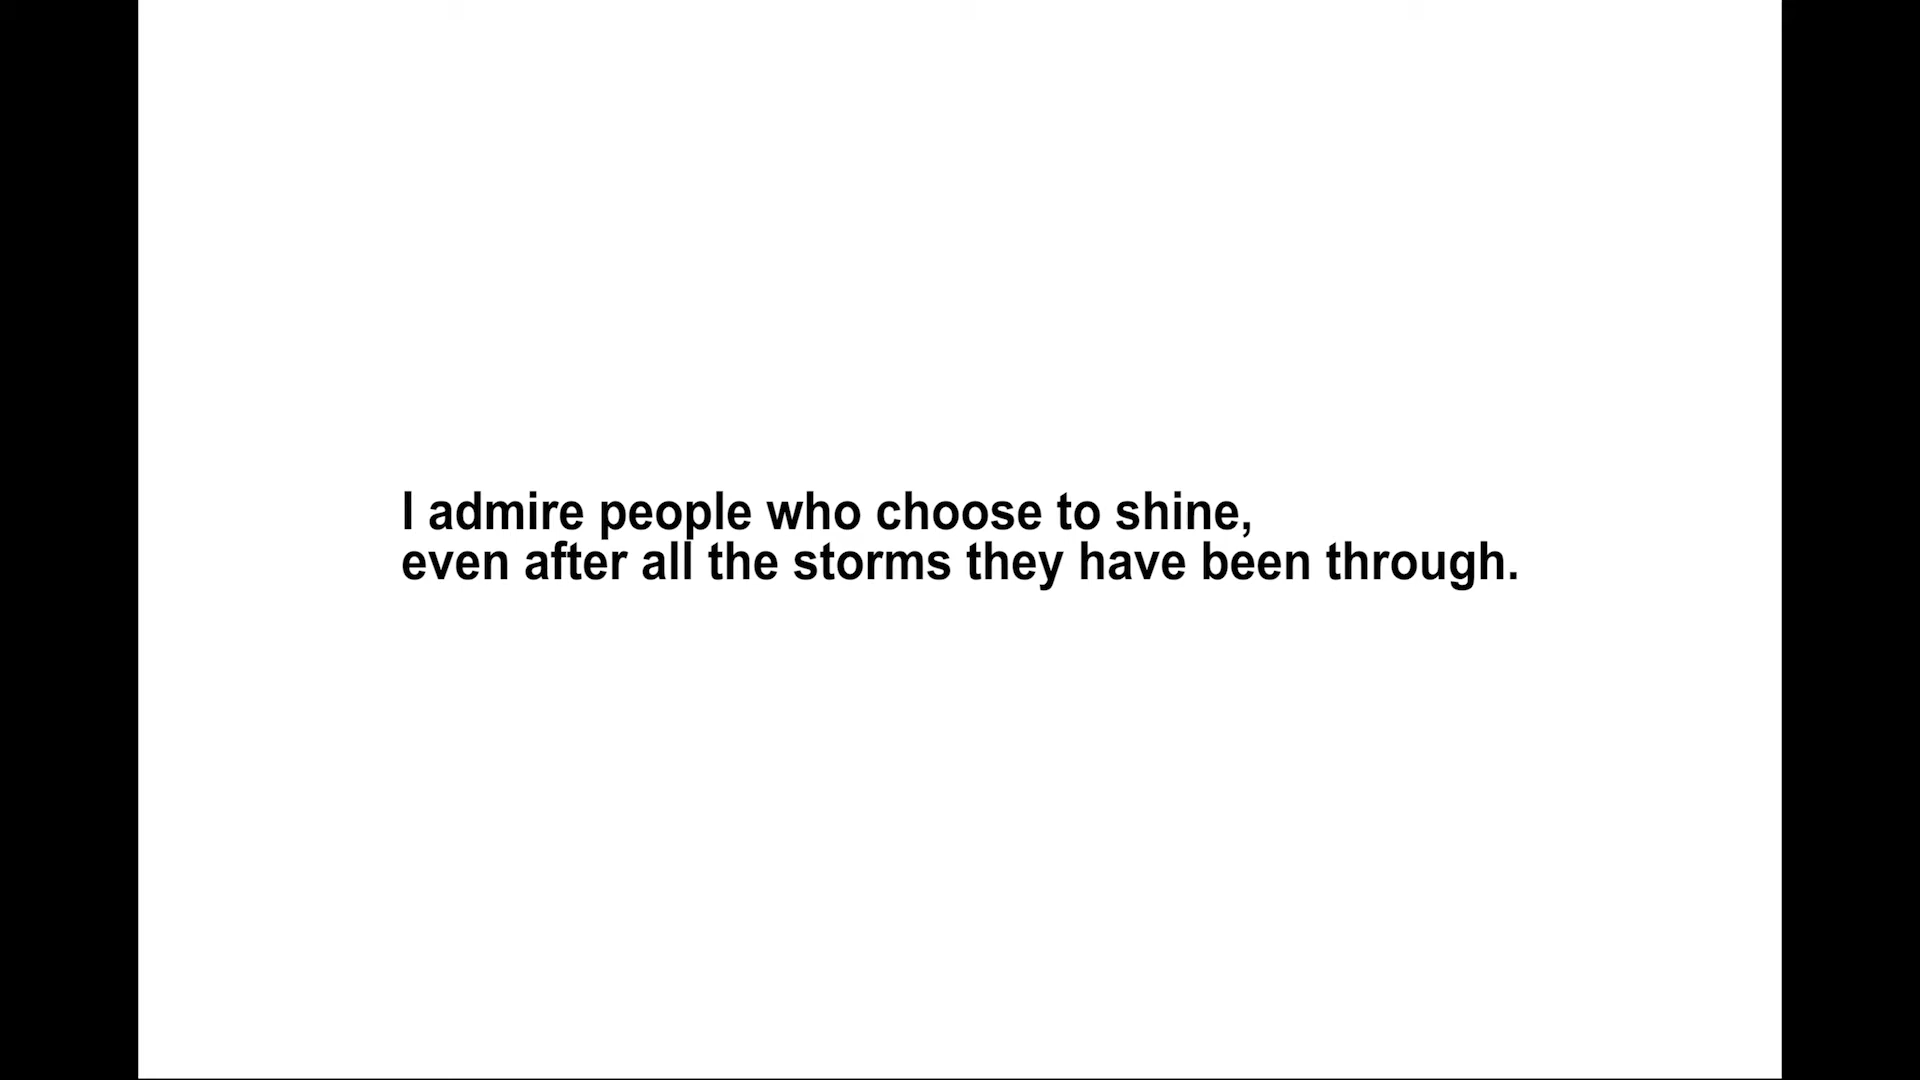 I admire people who choose to shine,
even after all the storms they have been through.